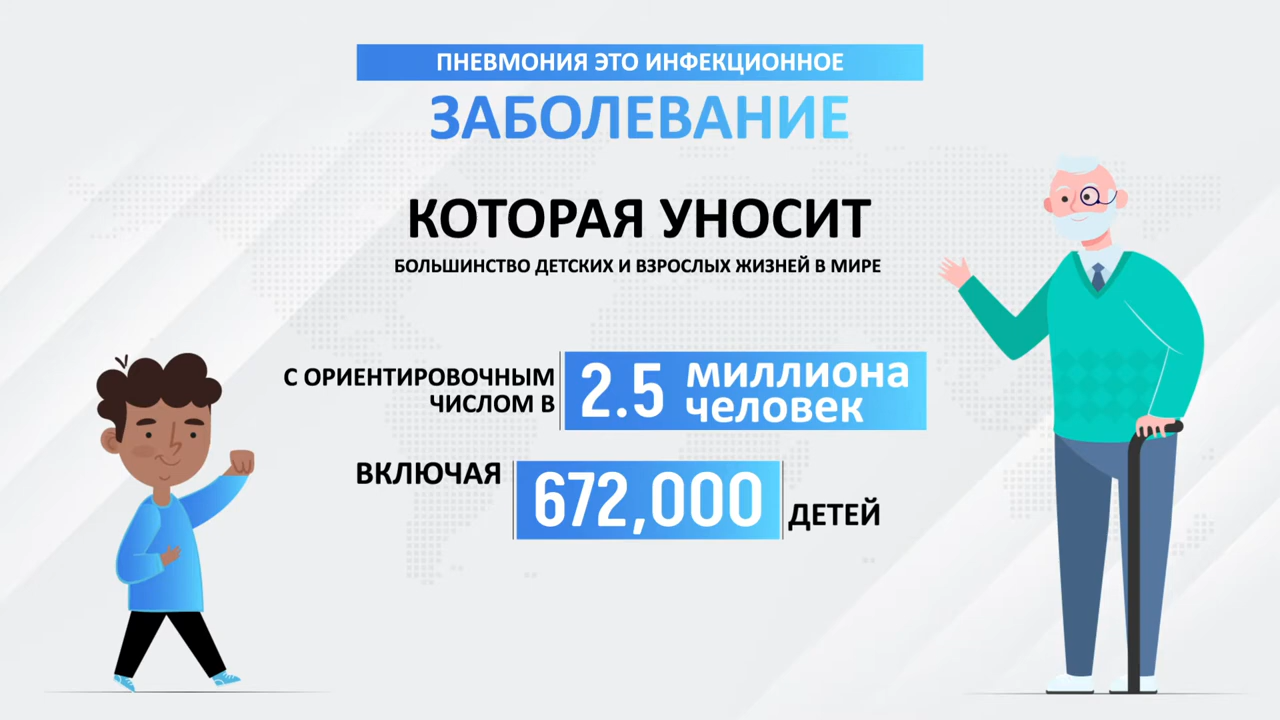 ПНЕВМОНИЯ ЭТО ИНФЕКЦИОННОЕ
ЗАБОЛЕВАНИЕ
КОТОРАЯ УНОСИТ
БОЛЬШИНСТВО ДЕТСКИХ И ВЗРОСЛЫХ ЖИЗНЕЙ В МИРЕ
С ОРИЕНТИРОВОЧНЫМ
ЧИСЛОМ В
2.5 миллиона
человек
ВКЛЮЧАЯ
672,000
ДЕТЕЙ